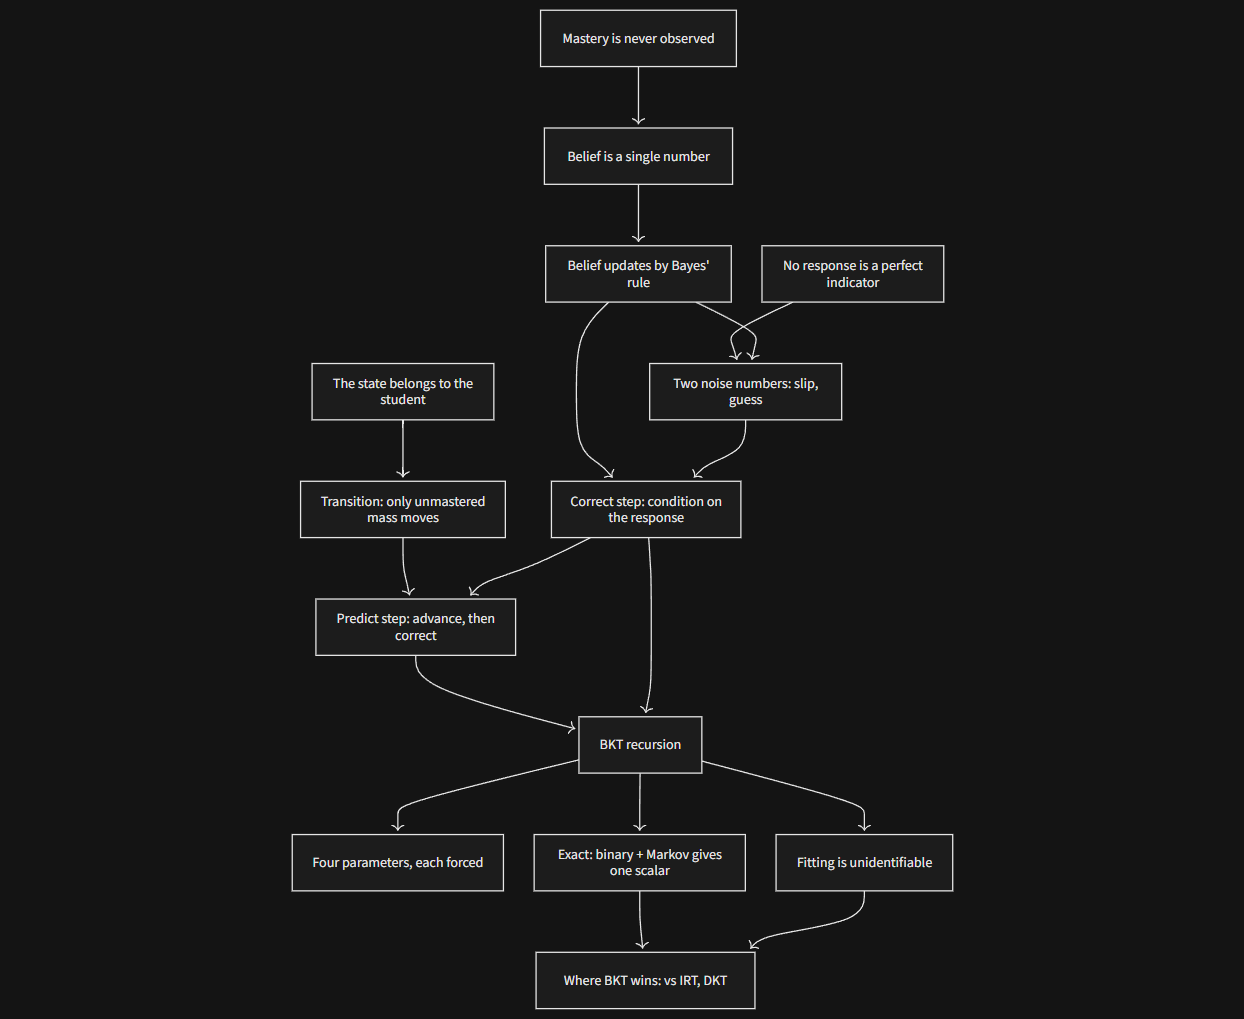 Mastery is never observed
Belief is a single number
Belief updates by Bayes'
rule
No response is a perfect
indicator
The state belongs to the
student
Two noise numbers: slip,
guess
Transition: only unmastered
mass moves
Correct step: condition on
the response
Predict step: advance, then
correct
BKT recursion
Four parameters, each forced
Exact: binary + Markov gives
one scalar
Fitting is unidentifiable
Where BKT wins: vs IRT, DKT